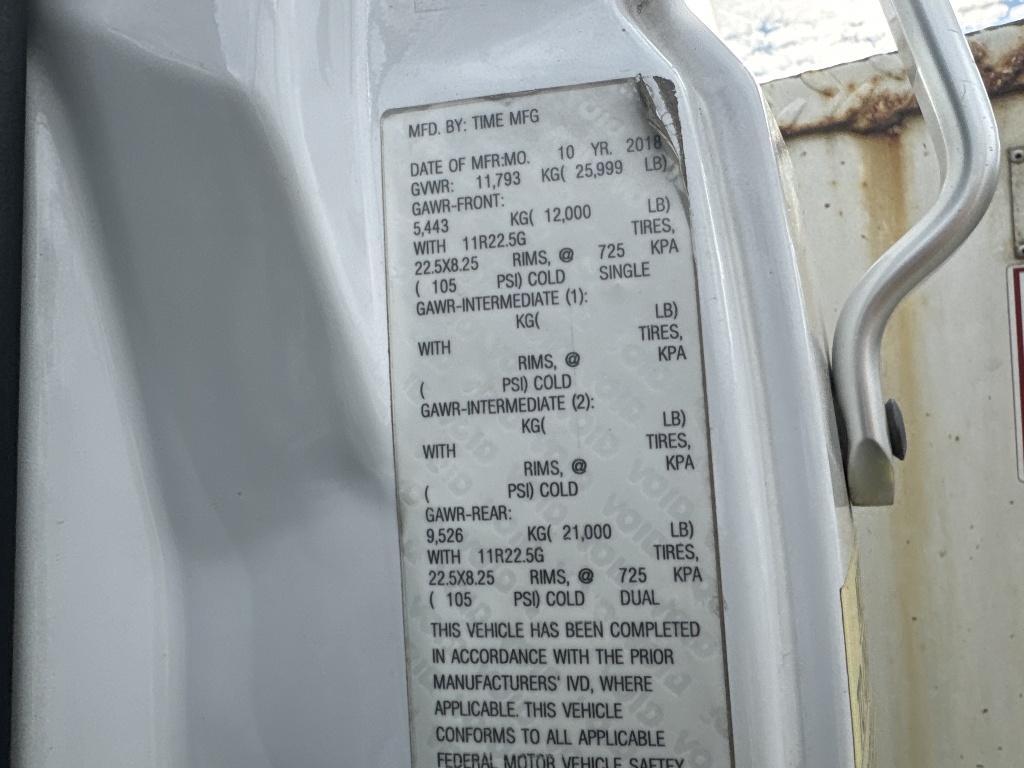 MFD. BY: TIME MFG
DATE OF MFR:MO. 10 YR. 2018
GVWR: 11,793 KG( 25,999 LB)
GAWR-FRONT:
5,443 KG( 12,000 LB)
WITH 11R22.5G TIRES,
22.5X8.25 RIMS, @ 725 KPA
( 105 PSI) COLD SINGLE
GAWR-INTERMEDIATE (1):
KG( LB)
WITH TIRES,
RIMS, @ KPA
( PSI) COLD
GAWR-INTERMEDIATE (2):
KG( LB)
WITH TIRES,
RIMS, @ KPA
( PSI) COLD
GAWR-REAR:
9,526 KG( 21,000 LB)
WITH 11R22.5G TIRES,
22.5X8.25 RIMS, @ 725 KPA
( 105 PSI) COLD DUAL
THIS VEHICLE HAS BEEN COMPLETED
IN ACCORDANCE WITH THE PRIOR
MANUFACTURERS' IVD, WHERE
APPLICABLE. THIS VEHICLE
CONFORMS TO ALL APPLICABLE
FEDERAL MOTOR VEHICLE SAFTEY